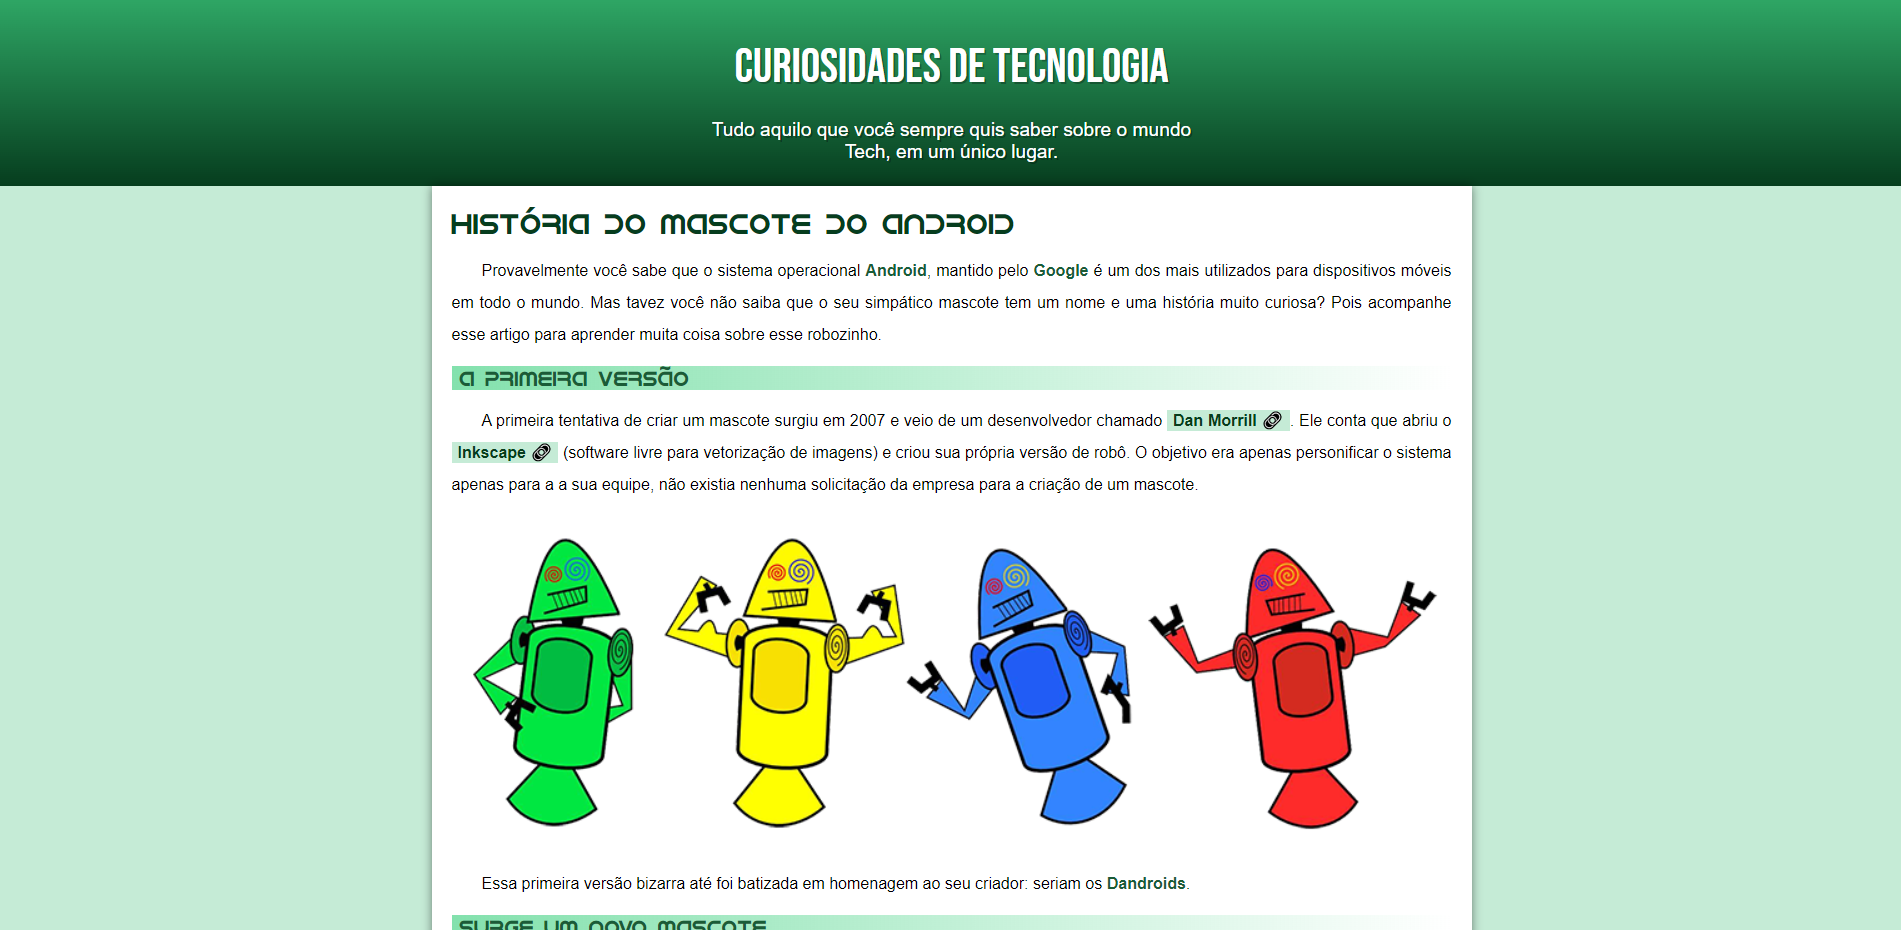 CURIOSIDADES DE TECNOLOGIA
Tudo aquilo que você sempre quis saber sobre o mundo
Tech, em um único lugar.
HISTÓRIA DO MASCOTE DO ANDROID
Provavelmente você sabe que o sistema operacional Android, mantido pelo Google é um dos mais utilizados para dispositivos móveis
em todo o mundo. Mas tavez você não saiba que o seu simpático mascote tem um nome e uma história muito curiosa? Pois acompanhe
esse artigo para aprender muita coisa sobre esse robozinho.
A PRIMEIRA VERSÃO
A primeira tentativa de criar um mascote surgiu em 2007 e veio de um desenvolvedor chamado Dan Morrill. Ele conta que abriu o
Inkscape (software livre para vetorização de imagens) e criou sua própria versão de robô. O objetivo era apenas personificar o sistema
apenas para a a sua equipe, não existia nenhuma solicitação da empresa para a criação de um mascote.
Essa primeira versão bizarra até foi batizada em homenagem ao seu criador: seriam os Dandroids.
SURGE UM NOVO MASCOTE